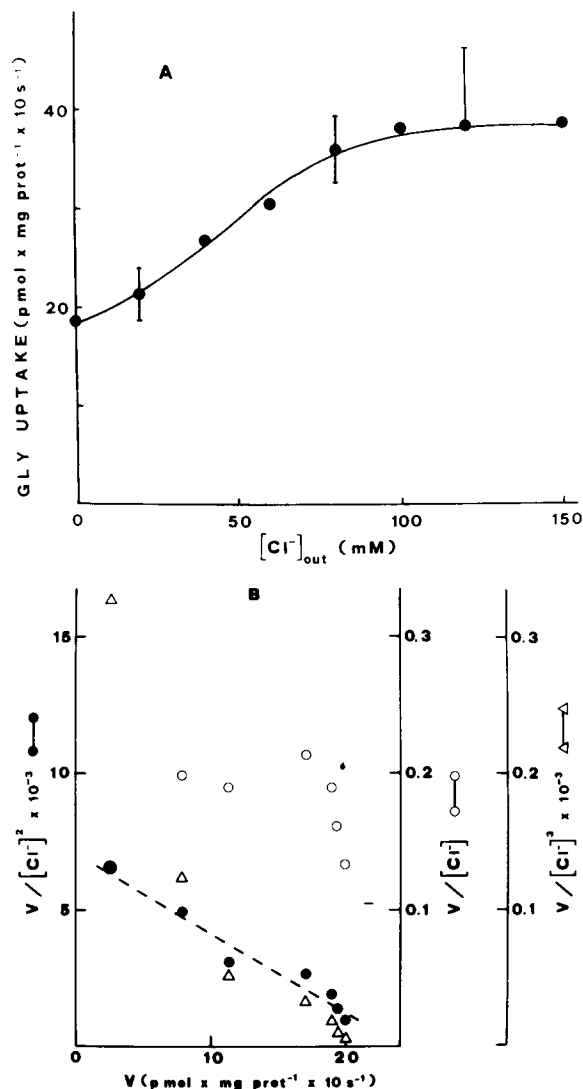 A
GLY UPTAKE (pmol x mg prot⁻¹ x 10 s⁻¹)
40
20
0
50
100
150
[Cl⁻]out (mM)
B
15
10
5
V/[Cl⁻]² x 10⁻³
0.3
0.2
0.1
V/[Cl⁻]
0.3
0.2
0.1
V/[Cl⁻]³ x 10⁻³
10
20
V (pmol x mg prot⁻¹ x 10 s⁻¹)